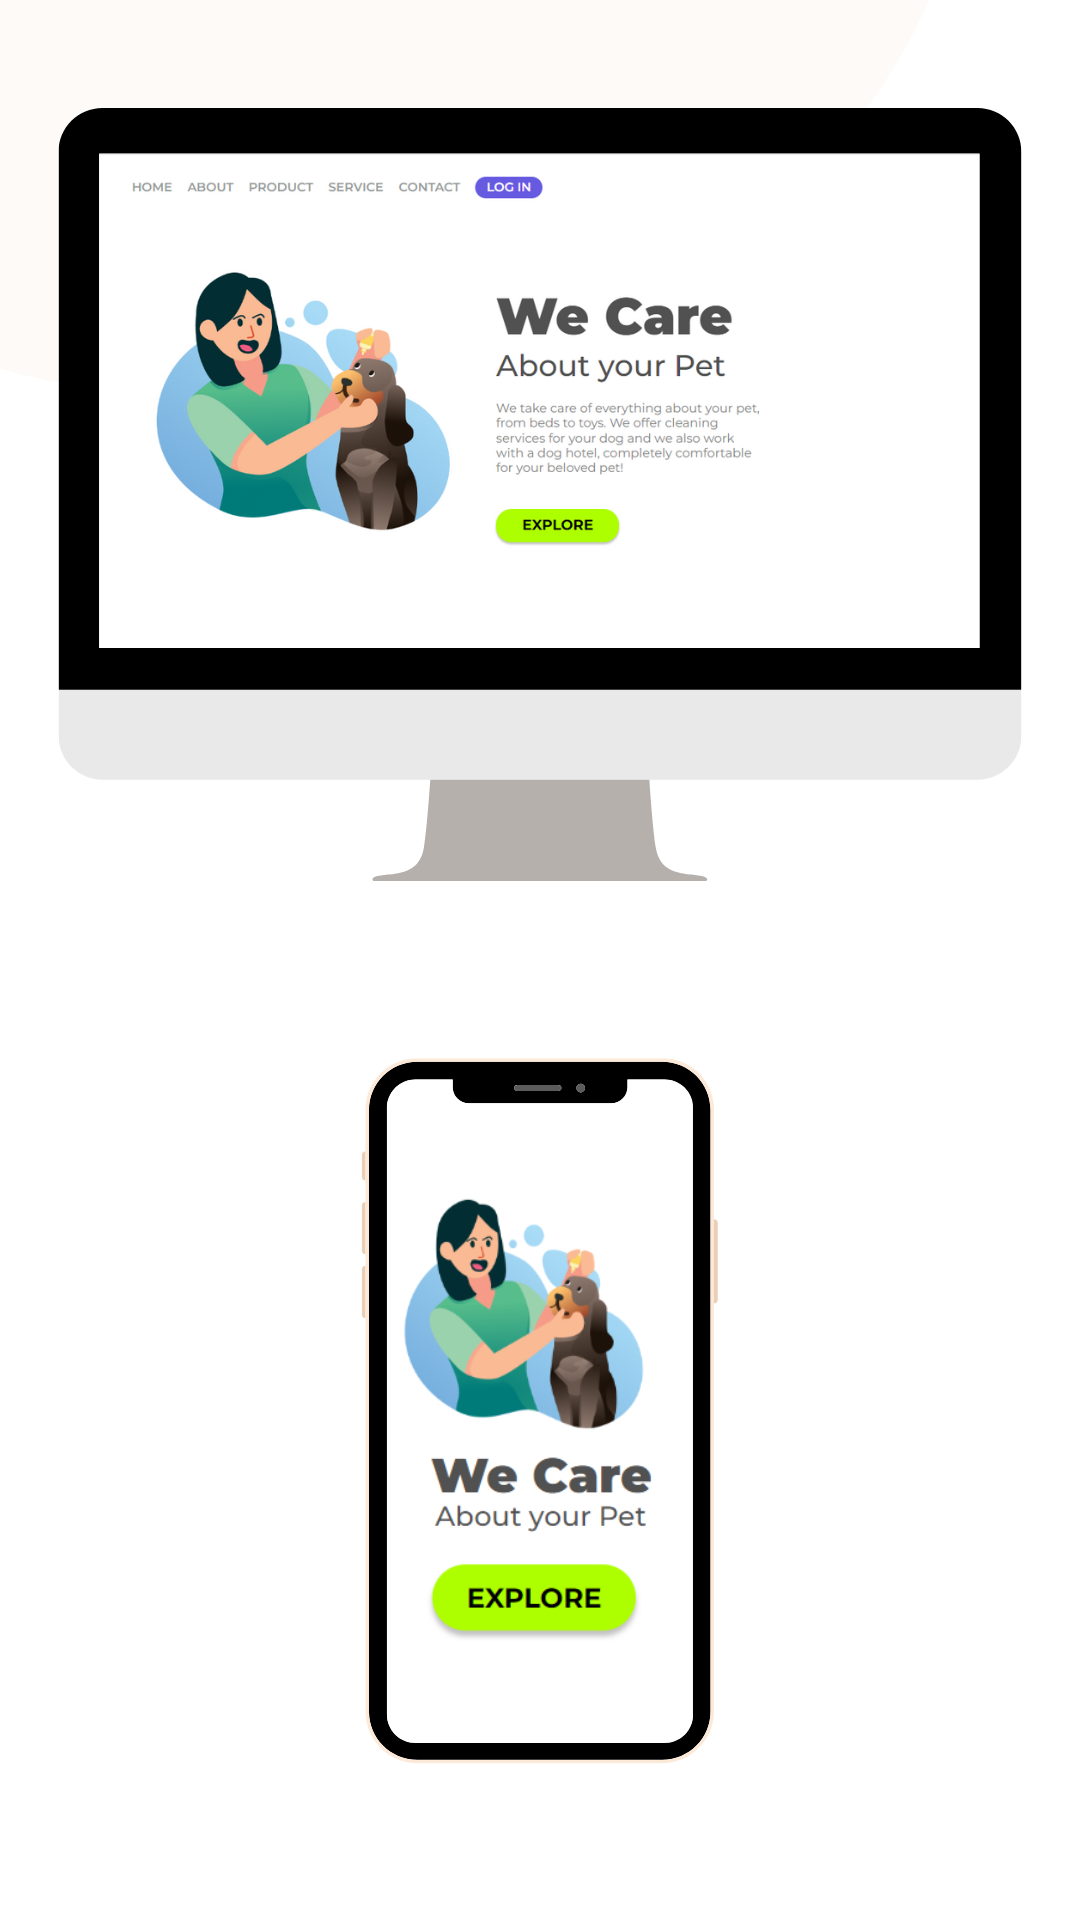 HOME ABOUT PRODUCT SERVICE CONTACT LOG IN
We Care
About your Pet
We take care of everything about your pet,
from beds to toys. We offer cleaning
services for your dog and we also work
with a dog hotel, completely comfortable
for your beloved pet!
EXPLORE
We Care
About your Pet
EXPLORE